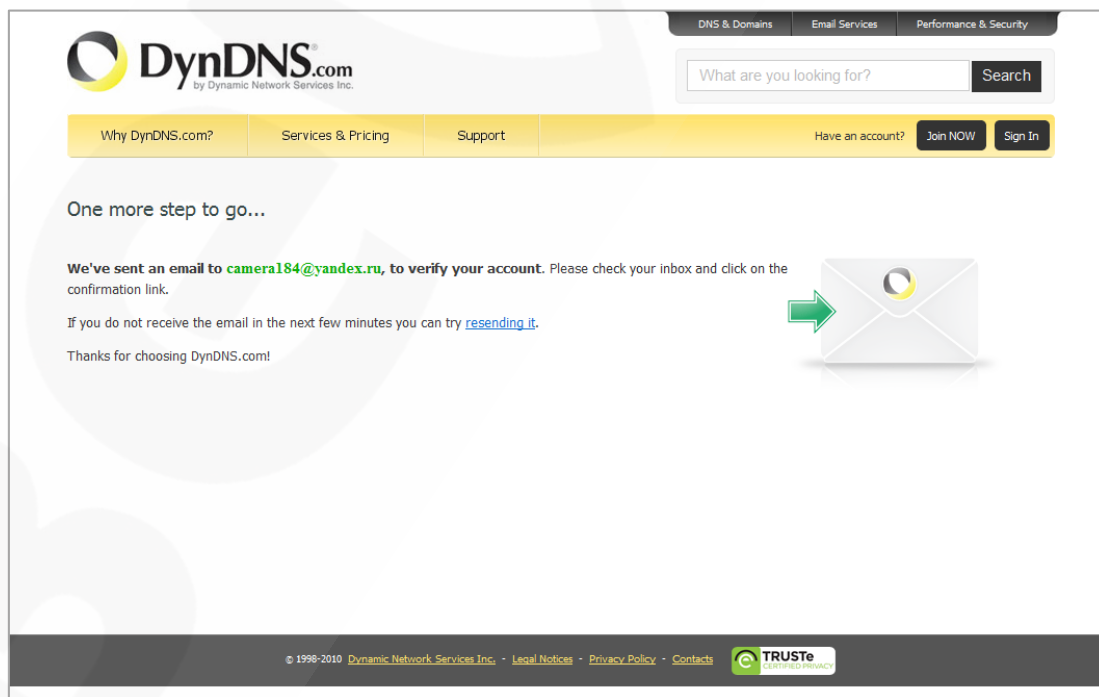 DNS & Domains Email Services Performance & Security
DynDNS.com
by Dynamic Network Services Inc.
What are you looking for? Search
Why DynDNS.com? Services & Pricing Support Have an account? Join NOW Sign In
One more step to go...
We've sent an email to camera184@yandex.ru, to verify your account. Please check your inbox and click on the
confirmation link.
If you do not receive the email in the next few minutes you can try resending it.
Thanks for choosing DynDNS.com!
© 1998-2010 Dynamic Network Services Inc. - Legal Notices - Privacy Policy - Contacts TRUSTe
CERTIFIED PRIVACY